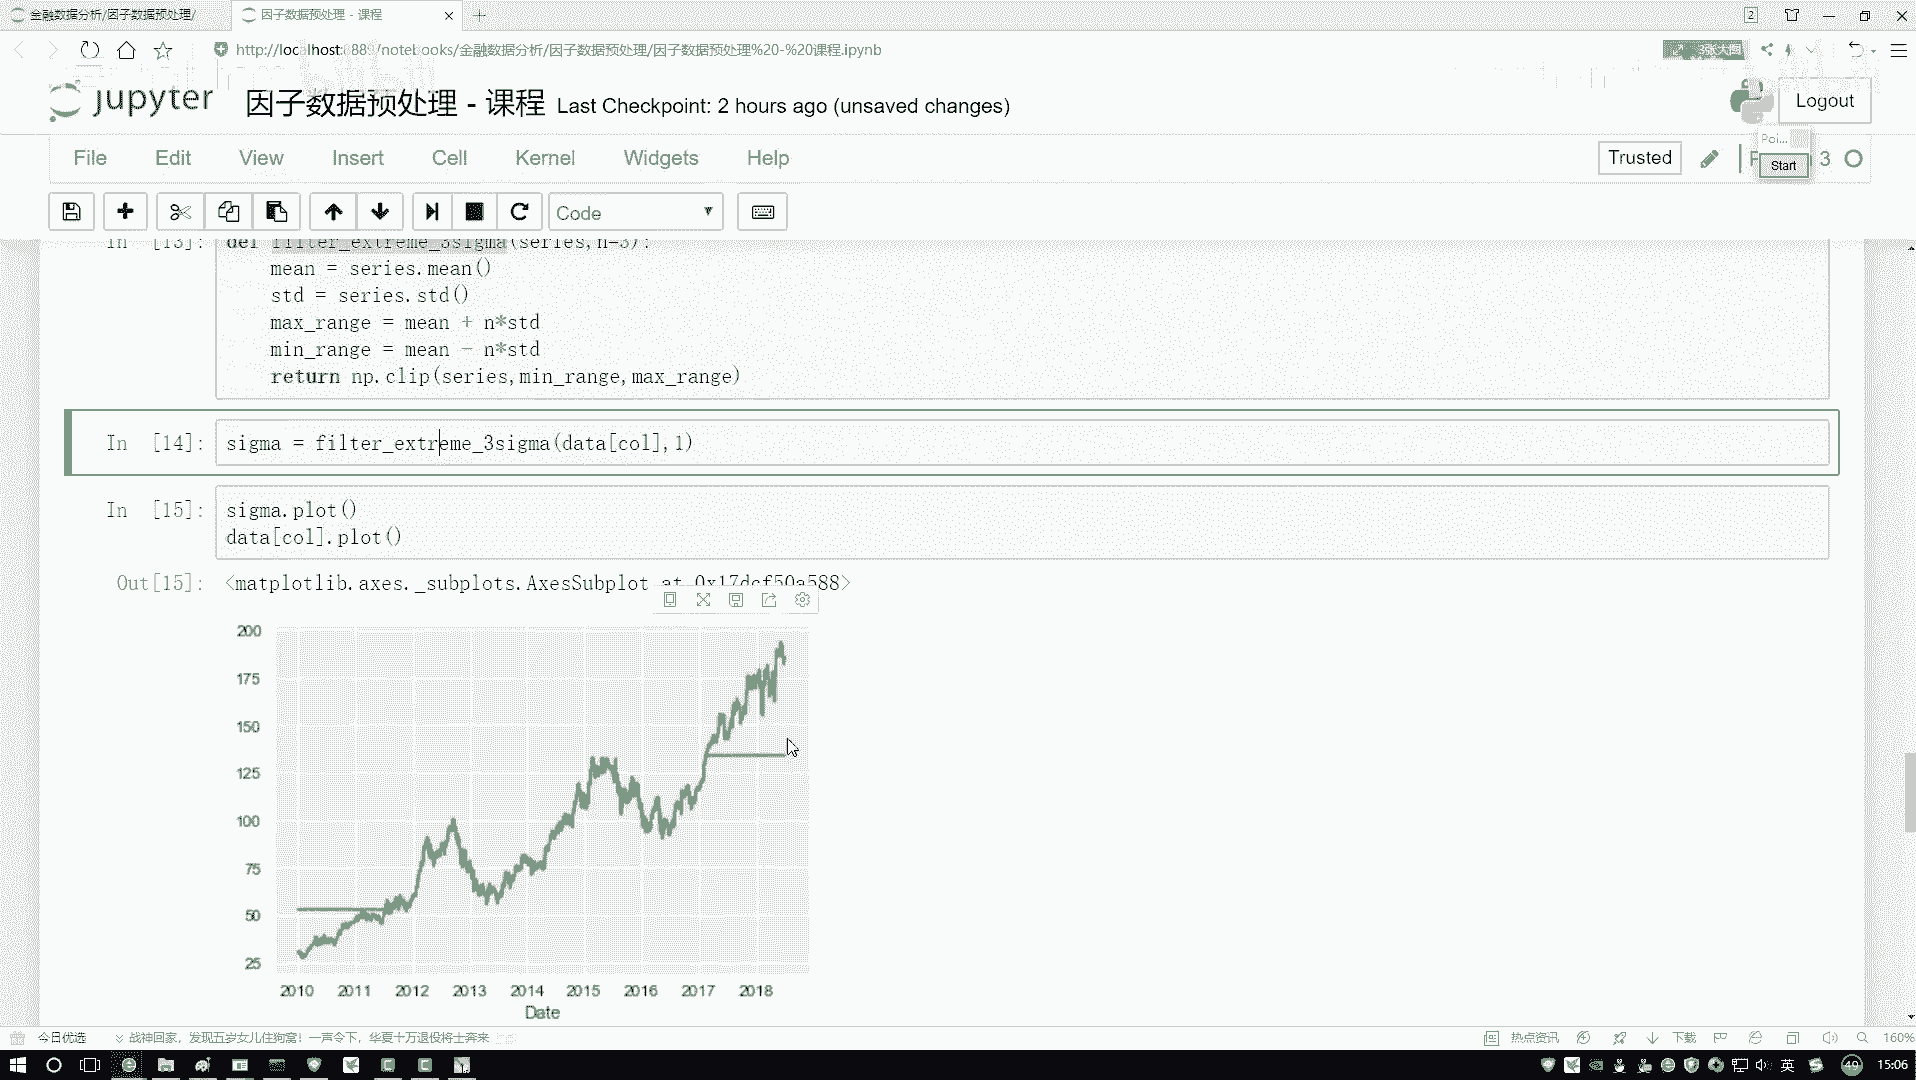 金融数据分析/因子数据预处理/
因子数据预处理 - 课程
2
http://localhost:889/notebooks/金融数据分析/因子数据预处理/因子数据预处理%20-%20课程.ipynb
3张大图
jupyter 因子数据预处理 - 课程 Last Checkpoint: 2 hours ago (unsaved changes)
Logout
File Edit View Insert Cell Kernel Widgets Help
Trusted
3
Poi...
Start
Code
In [13]: def filter_extreme_3sigma(series,n=3):
mean = series.mean()
std = series.std()
max_range = mean + n*std
min_range = mean - n*std
return np.clip(series,min_range,max_range)
In [14]: sigma = filter_extreme_3sigma(data[col],1)
In [15]: sigma.plot()
data[col].plot()
Out[15]: <matplotlib.axes._subplots.AxesSubplot at 0x17dcf50a588>
200
175
150
125
100
75
50
25
2010 2011 2012 2013 2014 2015 2016 2017 2018
Date
今日优选 战神回家，发现五岁女儿住狗窝！一声令下，华夏十万退役将士奔来
热点资讯 下载 160%
英 49 15:06